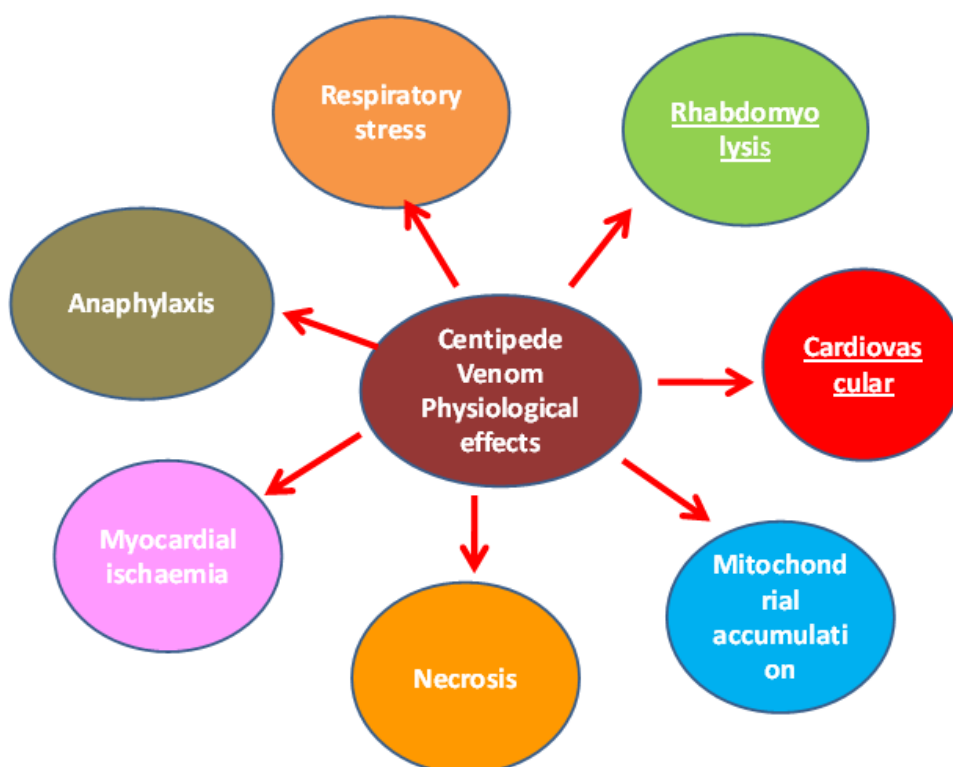 Respiratory
stress
Rhabdomyo
lysis
Anaphylaxis
Centipede
Venom
Physiological
effects
Cardiovas
cular
Myocardial
ischaemia
Mitochond
rial
accumulati
on
Necrosis